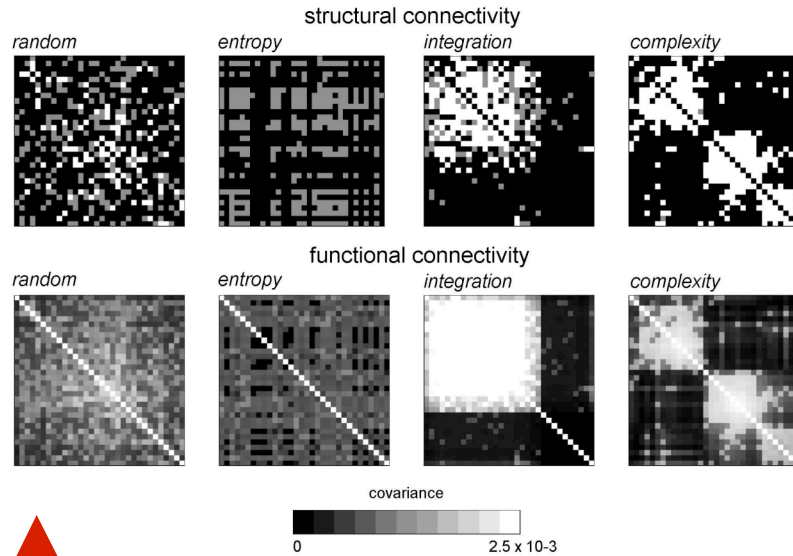 structural connectivity
random entropy integration complexity
functional connectivity
random entropy integration complexity
covariance
0 2.5 x 10-3